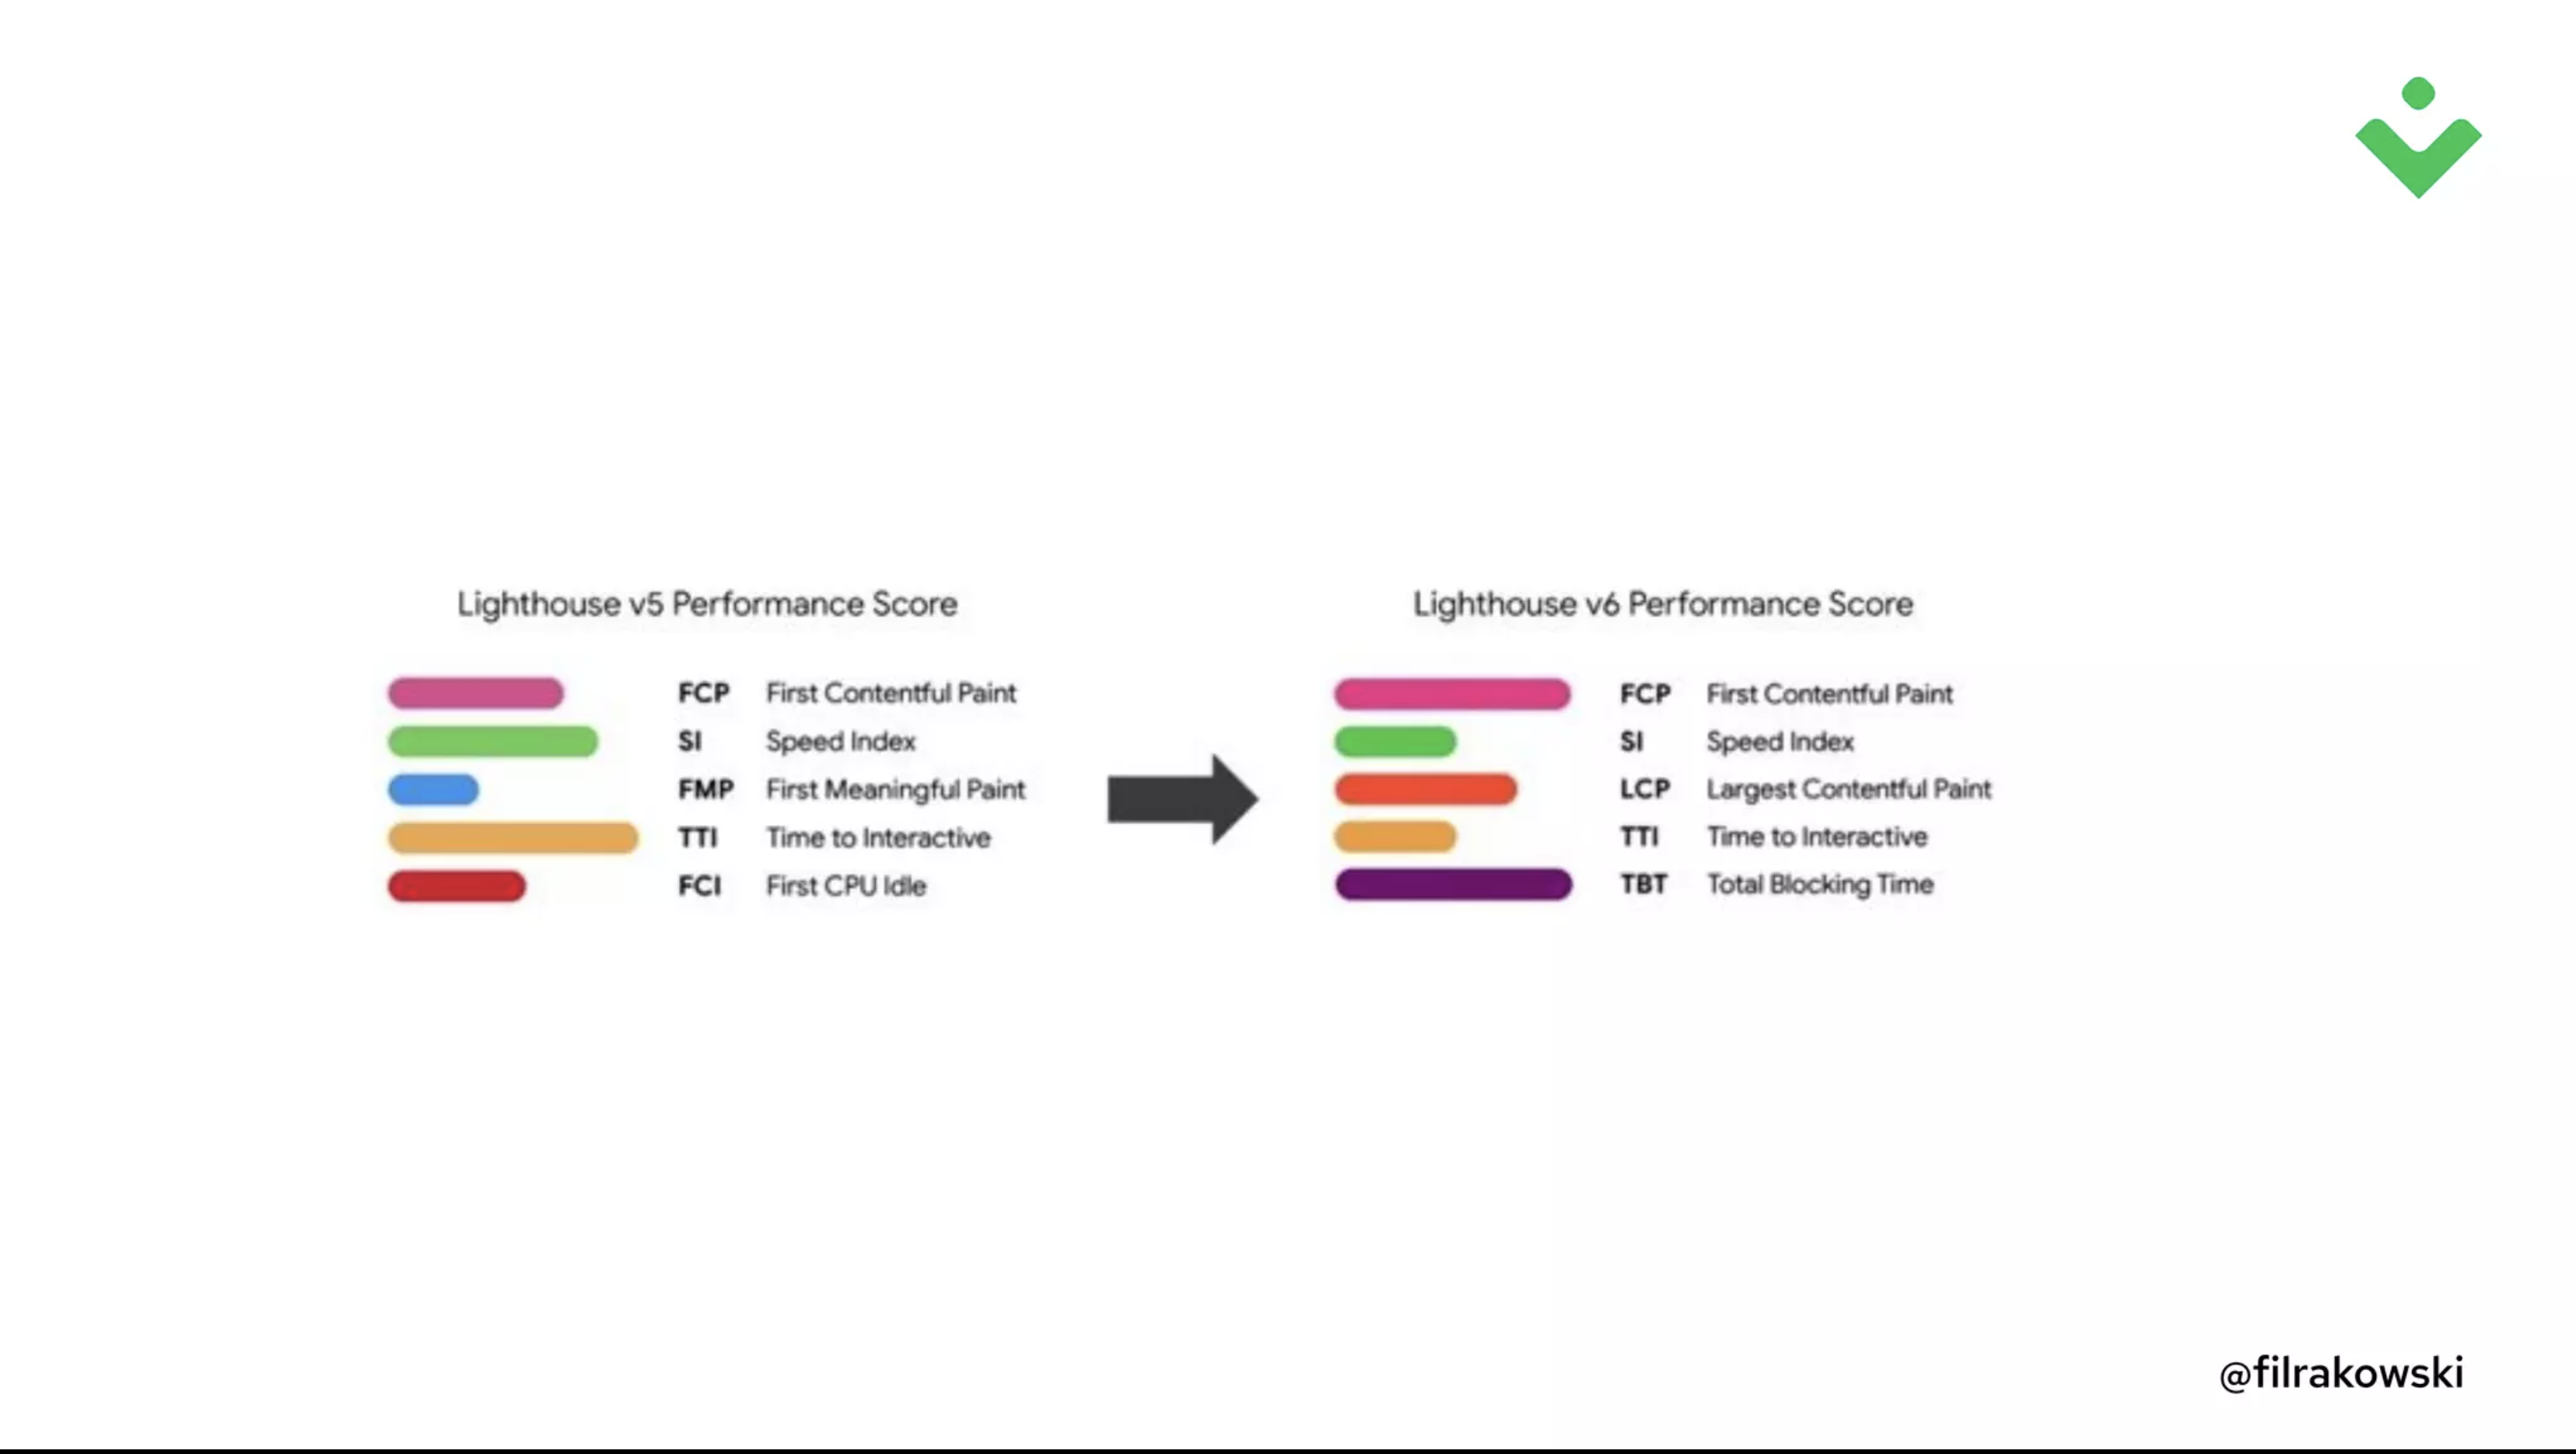 Lighthouse v5 Performance Score
FCP First Contentful Paint
SI Speed Index
FMP First Meaningful Paint
TTI Time to Interactive
FCI First CPU Idle
Lighthouse v6 Performance Score
FCP First Contentful Paint
SI Speed Index
LCP Largest Contentful Paint
TTI Time to Interactive
TBT Total Blocking Time
@filrakowski